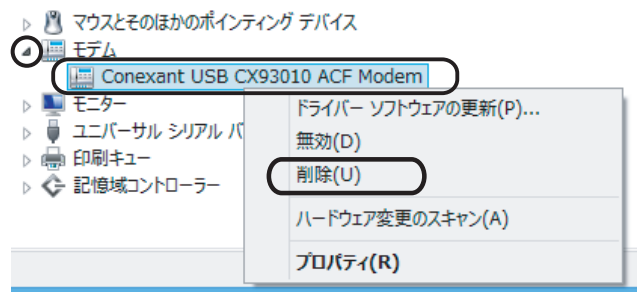 マウスとそのほかのポインティング デバイス
モデム
Conexant USB CX93010 ACF Modem
モニター
ユニバーサル シリアル バ
印刷キュー
記憶域コントローラー
ドライバー ソフトウェアの更新(P)...
無効(D)
削除(U)
ハードウェア変更のスキャン(A)
プロパティ(R)